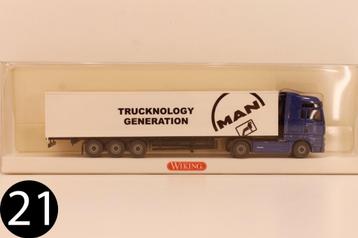 TRUCKNOLOGY
GENERATION
MAN
WIKING
21